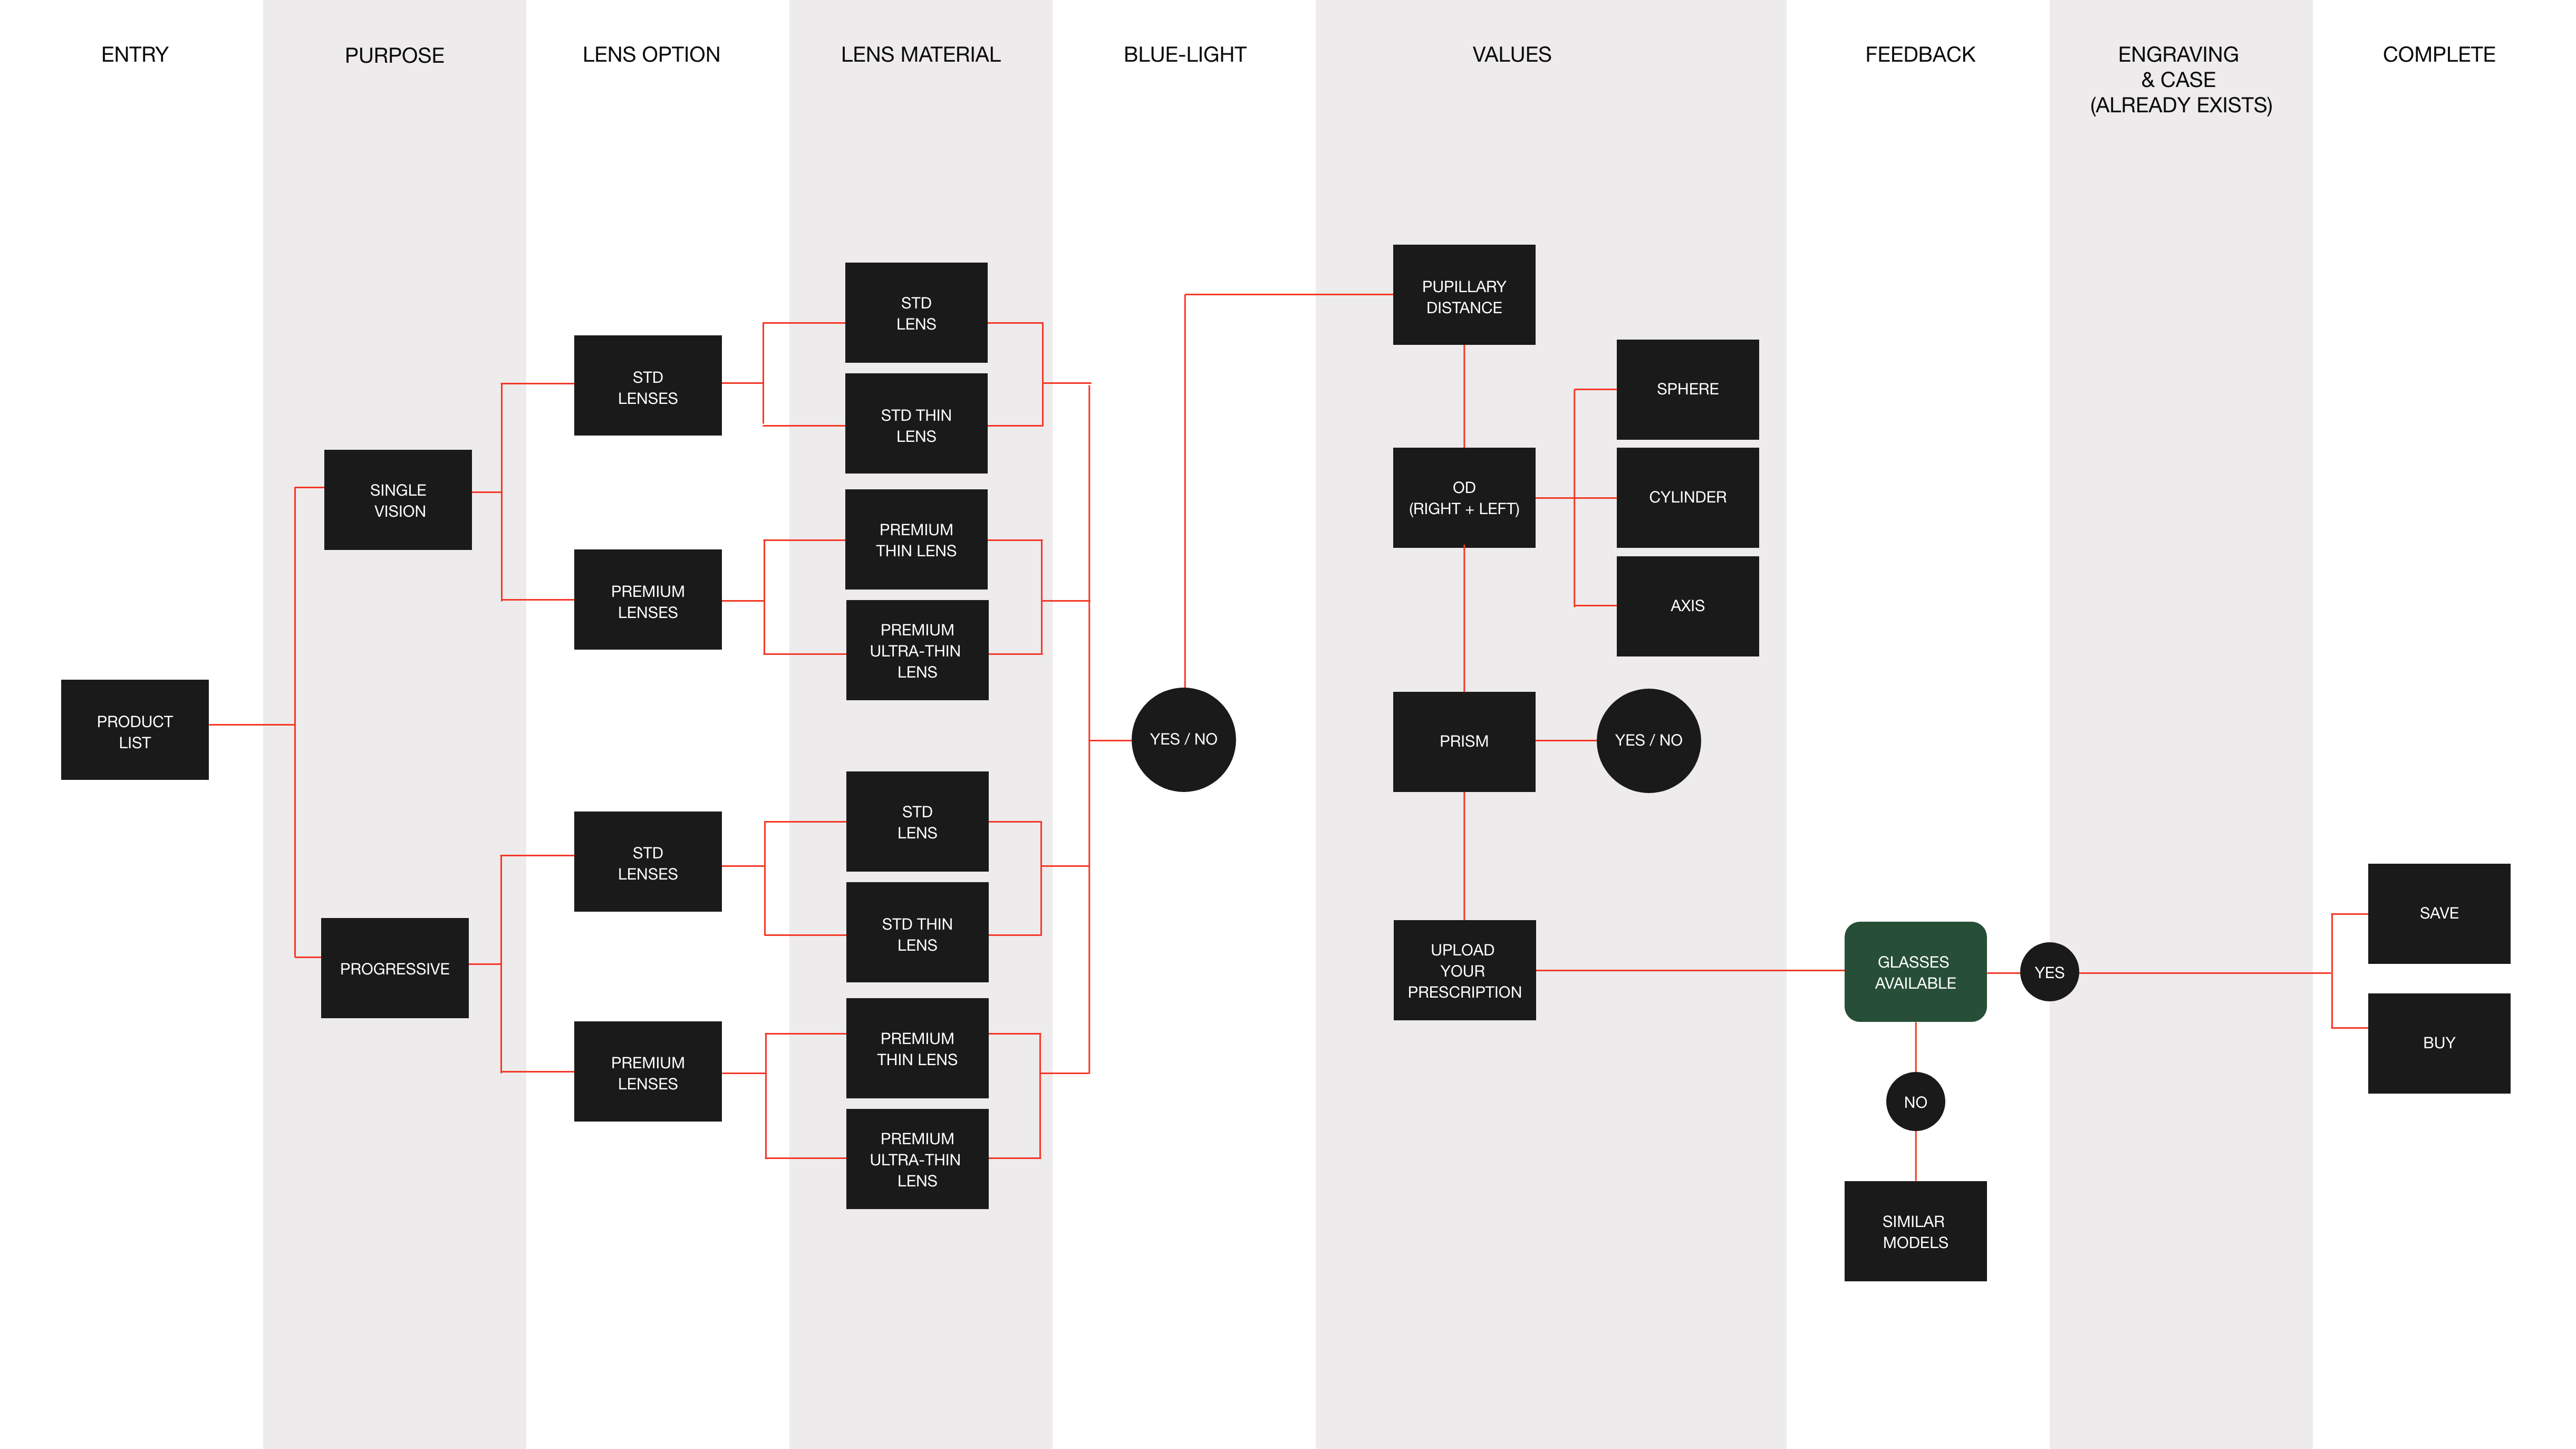 ENTRY
PURPOSE
LENS OPTION
LENS MATERIAL
BLUE-LIGHT
VALUES
FEEDBACK
ENGRAVING
& CASE
(ALREADY EXISTS)
COMPLETE
PRODUCT
LIST
SINGLE
VISION
PROGRESSIVE
STD
LENSES
PREMIUM
LENSES
STD
LENSES
PREMIUM
LENSES
STD
LENS
STD THIN
LENS
PREMIUM
THIN LENS
PREMIUM
ULTRA-THIN
LENS
STD
LENS
STD THIN
LENS
PREMIUM
THIN LENS
PREMIUM
ULTRA-THIN
LENS
YES / NO
PUPILLARY
DISTANCE
OD
(RIGHT + LEFT)
SPHERE
CYLINDER
AXIS
PRISM
YES / NO
UPLOAD
YOUR
PRESCRIPTION
GLASSES
AVAILABLE
YES
NO
SIMILAR
MODELS
SAVE
BUY